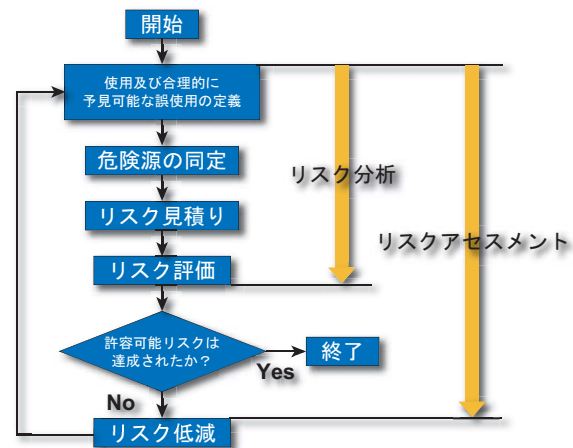 開始
使用及び合理的に
予見可能な誤使用の定義
危険源の同定
リスク分析
リスク見積り
リスクアセスメント
リスク評価
許容可能リスクは
達成されたか？
終了
Yes
No
リスク低減